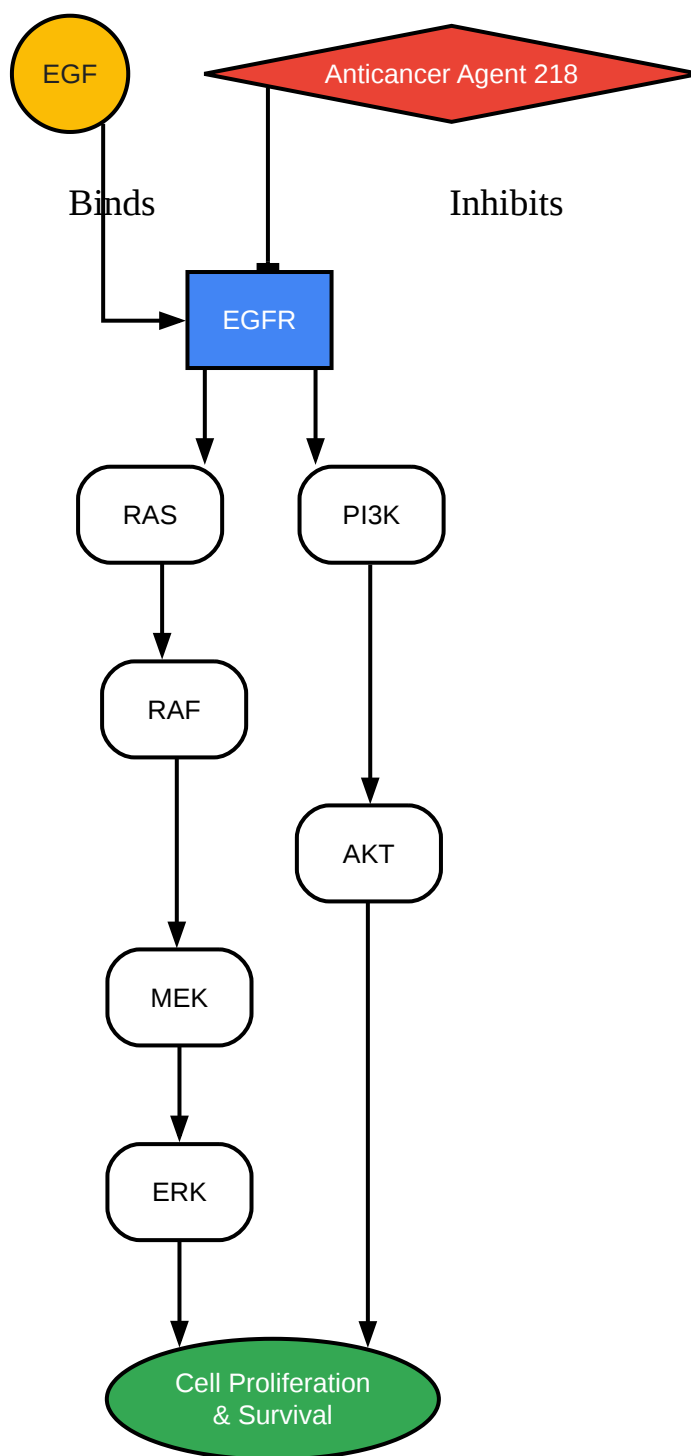 EGF
Anticancer Agent 218
Binds
Inhibits
EGFR
RAS
PI3K
RAF
AKT
MEK
ERK
Cell Proliferation
& Survival